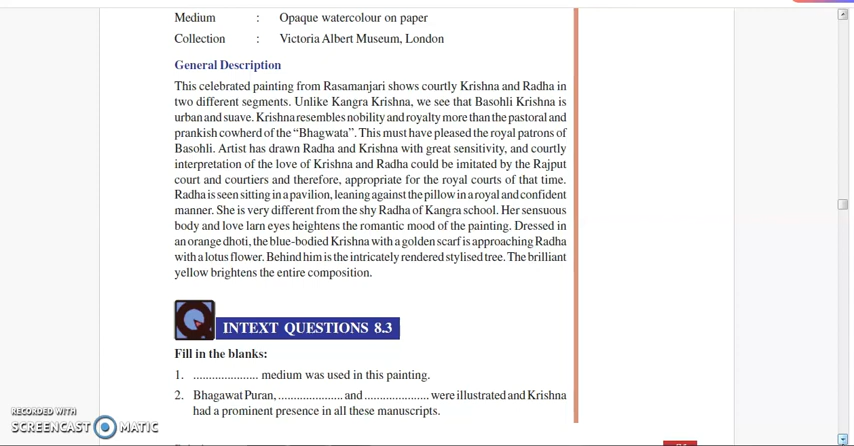 Medium : Opaque watercolour on paper
Collection : Victoria Albert Museum, London
General Description
This celebrated painting from Rasamanjari shows courtly Krishna and Radha in
two different segments. Unlike Kangra Krishna, we see that Basohli Krishna is
urban and suave. Krishna resembles nobility and royalty more than the pastoral and
prankish cowherd of the “Bhagwata”. This must have pleased the royal patrons of
Basohli. Artist has drawn Radha and Krishna with great sensitivity, and courtly
interpretation of the love of Krishna and Radha could be imitated by the Rajput
court and courtiers and therefore, appropriate for the royal courts of that time.
Radha is seen sitting in a pavilion, leaning against the pillow in a royal and confident
manner. She is very different from the shy Radha of Kangra school. Her sensuous
body and love larn eyes heightens the romantic mood of the painting. Dressed in
an orange dhoti, the blue-bodied Krishna with a golden scarf is approaching Radha
with a lotus flower. Behind him is the intricately rendered stylised tree. The brilliant
yellow brightens the entire composition.
INTEXT QUESTIONS 8.3
Fill in the blanks:
1. ..................... medium was used in this painting.
2. Bhagawat Puran, ..................... and ..................... were illustrated and Krishna
had a prominent presence in all these manuscripts.
RECORDED WITH
SCREENCAST MATIC